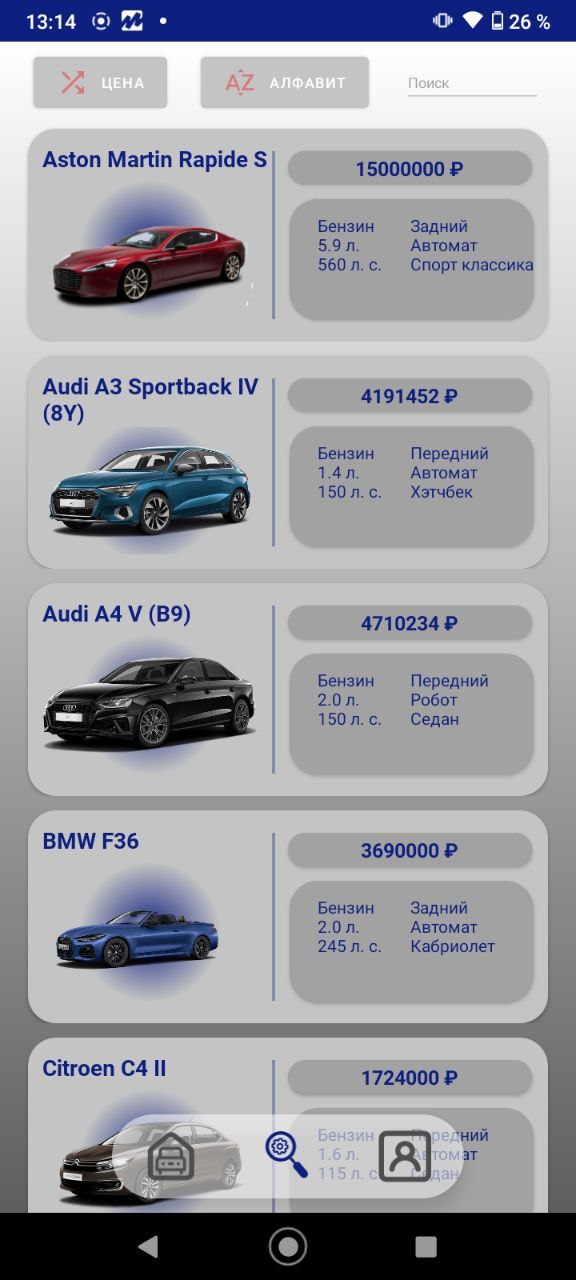 13:14
26 %
ЦЕНА
AZ
АЛФАВИТ
Поиск
Aston Martin Rapide S
15000000 ₽
Бензин Задний
5.9 л. Автомат
560 л. с. Спорт классика
Audi A3 Sportback IV
(8Y)
4191452 ₽
Бензин Передний
1.4 л. Автомат
150 л. с. Хэтчбек
Audi A4 V (B9)
4710234 ₽
Бензин Передний
2.0 л. Робот
150 л. с. Седан
BMW F36
3690000 ₽
Бензин Задний
2.0 л. Автомат
245 л. с. Кабриолет
Citroen C4 II
1724000 ₽
Бензин Передний
1.6 л. Автомат
115 л. с. Седан